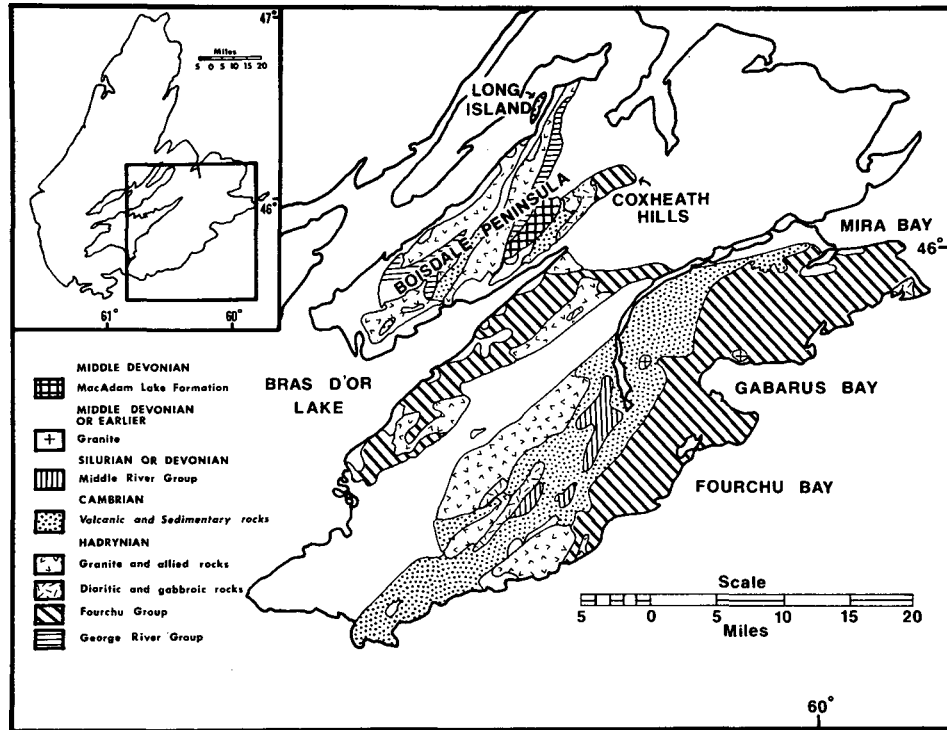 47°
Miles
5 0 5 10 15 20
46°
61°
60°
LONG
ISLAND
BOISDALE PENINSULA
COXHEATH
HILLS
MIRA BAY
46°
BRAS D'OR
LAKE
GABARUS BAY
FOURCHU BAY
MIDDLE DEVONIAN
MacAdam Lake Formation
MIDDLE DEVONIAN
OR EARLIER
Granite
SILURIAN OR DEVONIAN
Middle River Group
CAMBRIAN
Volcanic and Sedimentary rocks
HADRYNIAN
Granite and allied rocks
Dioritic and gabbroic rocks
Fourchu Group
George River Group
Scale
5 0 5 10 15 20
Miles
60°